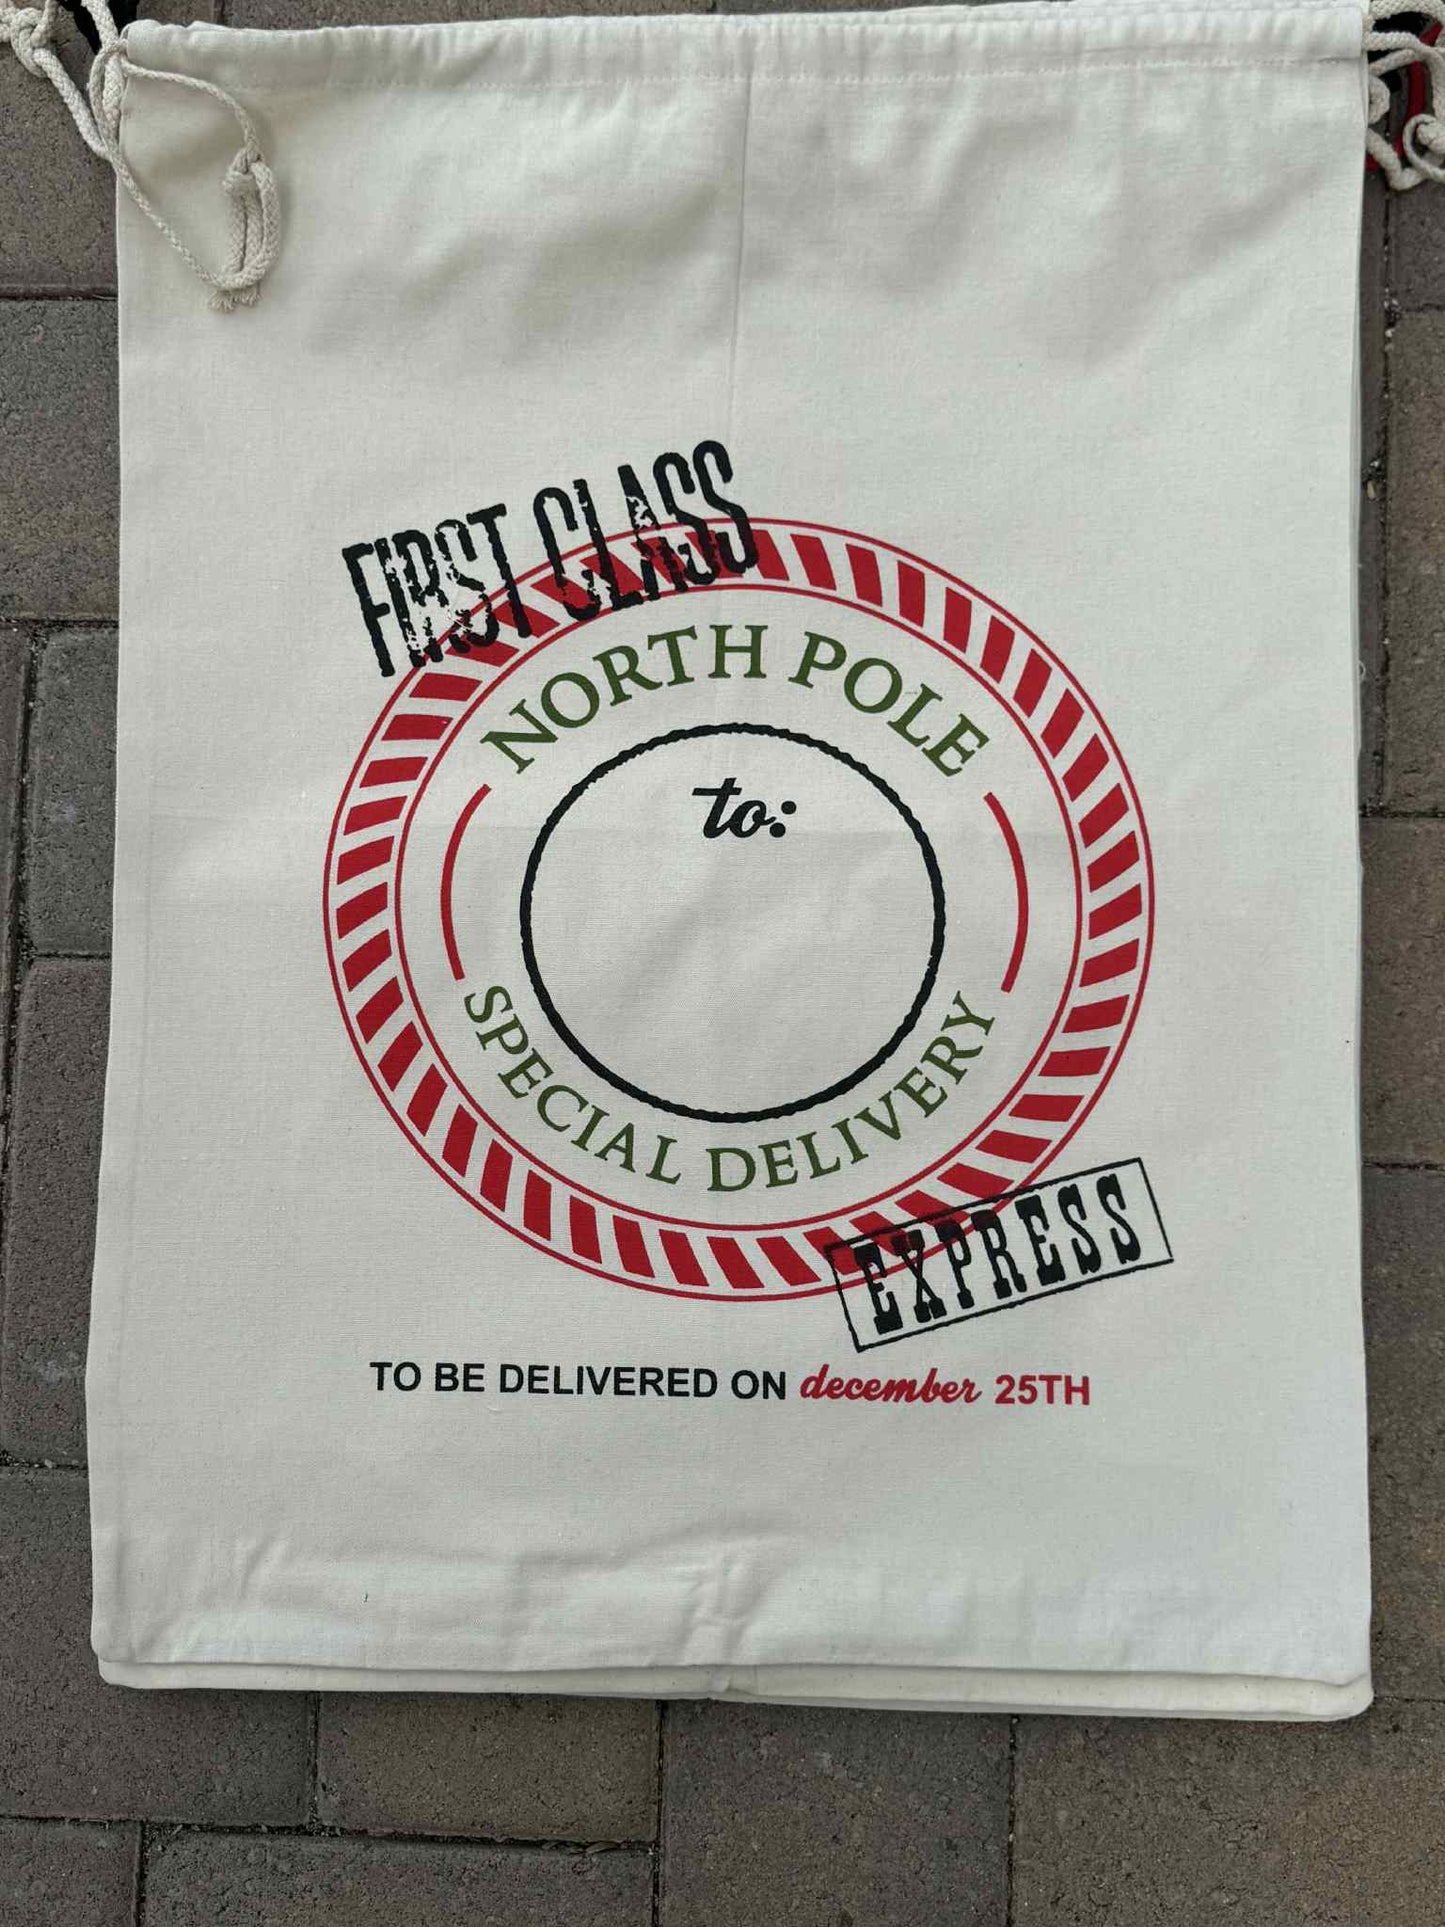 FIRST CLASS
NORTH POLE
to:
SPECIAL DELIVERY
EXPRESS
TO BE DELIVERED ON december 25TH